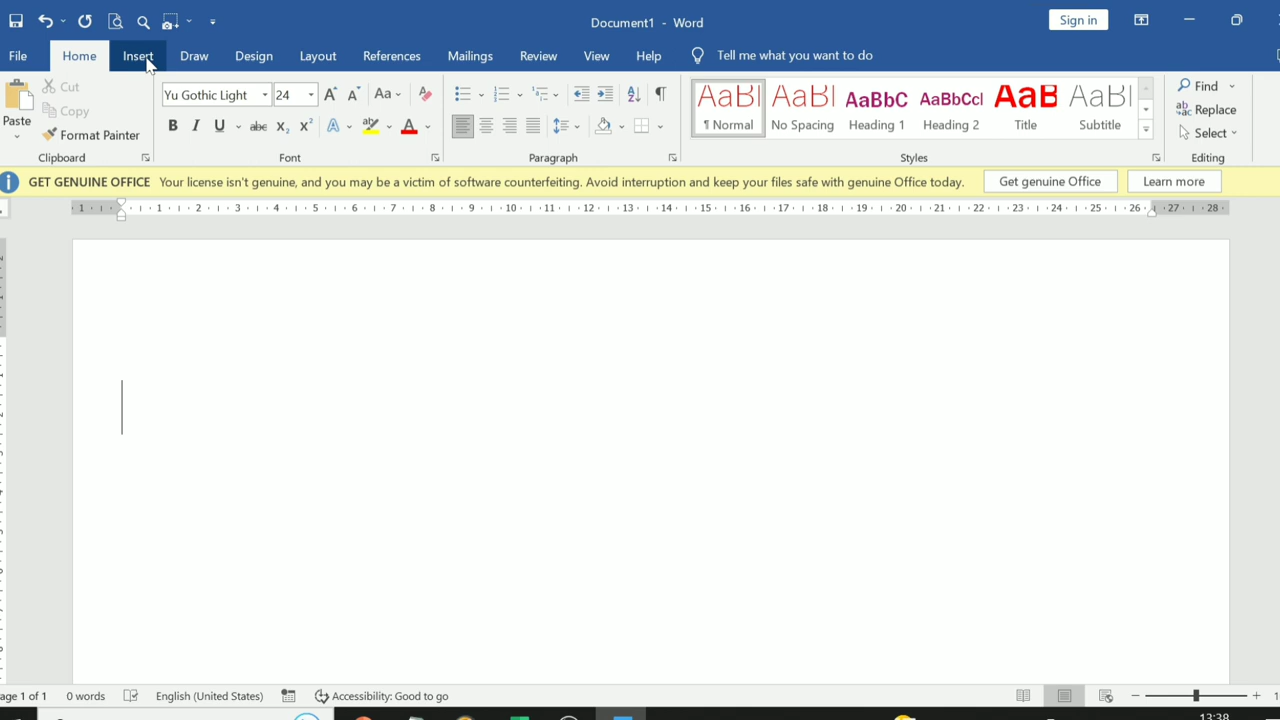 Document1 - Word
Sign in
File Home Insert Draw Design Layout References Mailings Review View Help Tell me what you want to do
Paste
Cut
Copy
Format Painter
Clipboard
Yu Gothic Light 24 Aa
B I U abc X₂ X² A A
Font
Paragraph
AaBl AaBl AaBbC AaBbCcl AaB AaBl
¶ Normal No Spacing Heading 1 Heading 2 Title Subtitle
Styles
Find
Replace
Select
Editing
GET GENUINE OFFICE Your license isn't genuine, and you may be a victim of software counterfeiting. Avoid interruption and keep your files safe with genuine Office today. Get genuine Office Learn more
1 1 2 3 4 5 6 7 8 9 10 11 12 13 14 15 16 17 18 19 20 21 22 23 24 25 26 27 28
age 1 of 1 0 words English (United States) Accessibility: Good to go
13:38